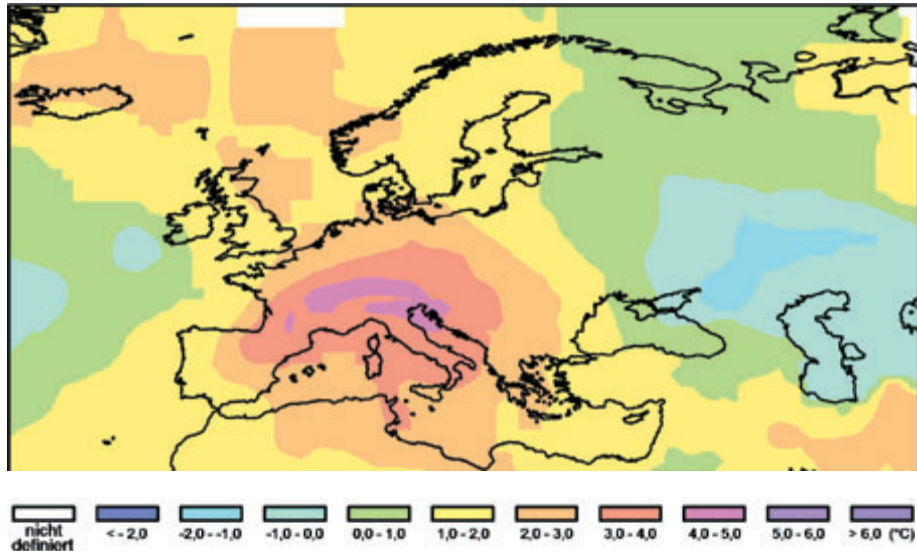 nicht
definiert
< - 2,0
-2,0 - -1,0
-1,0 - 0,0
0,0 - 1,0
1,0 - 2,0
2,0 - 3,0
3,0 - 4,0
4,0 - 5,0
5,0 - 6,0
> 6,0 (°C)